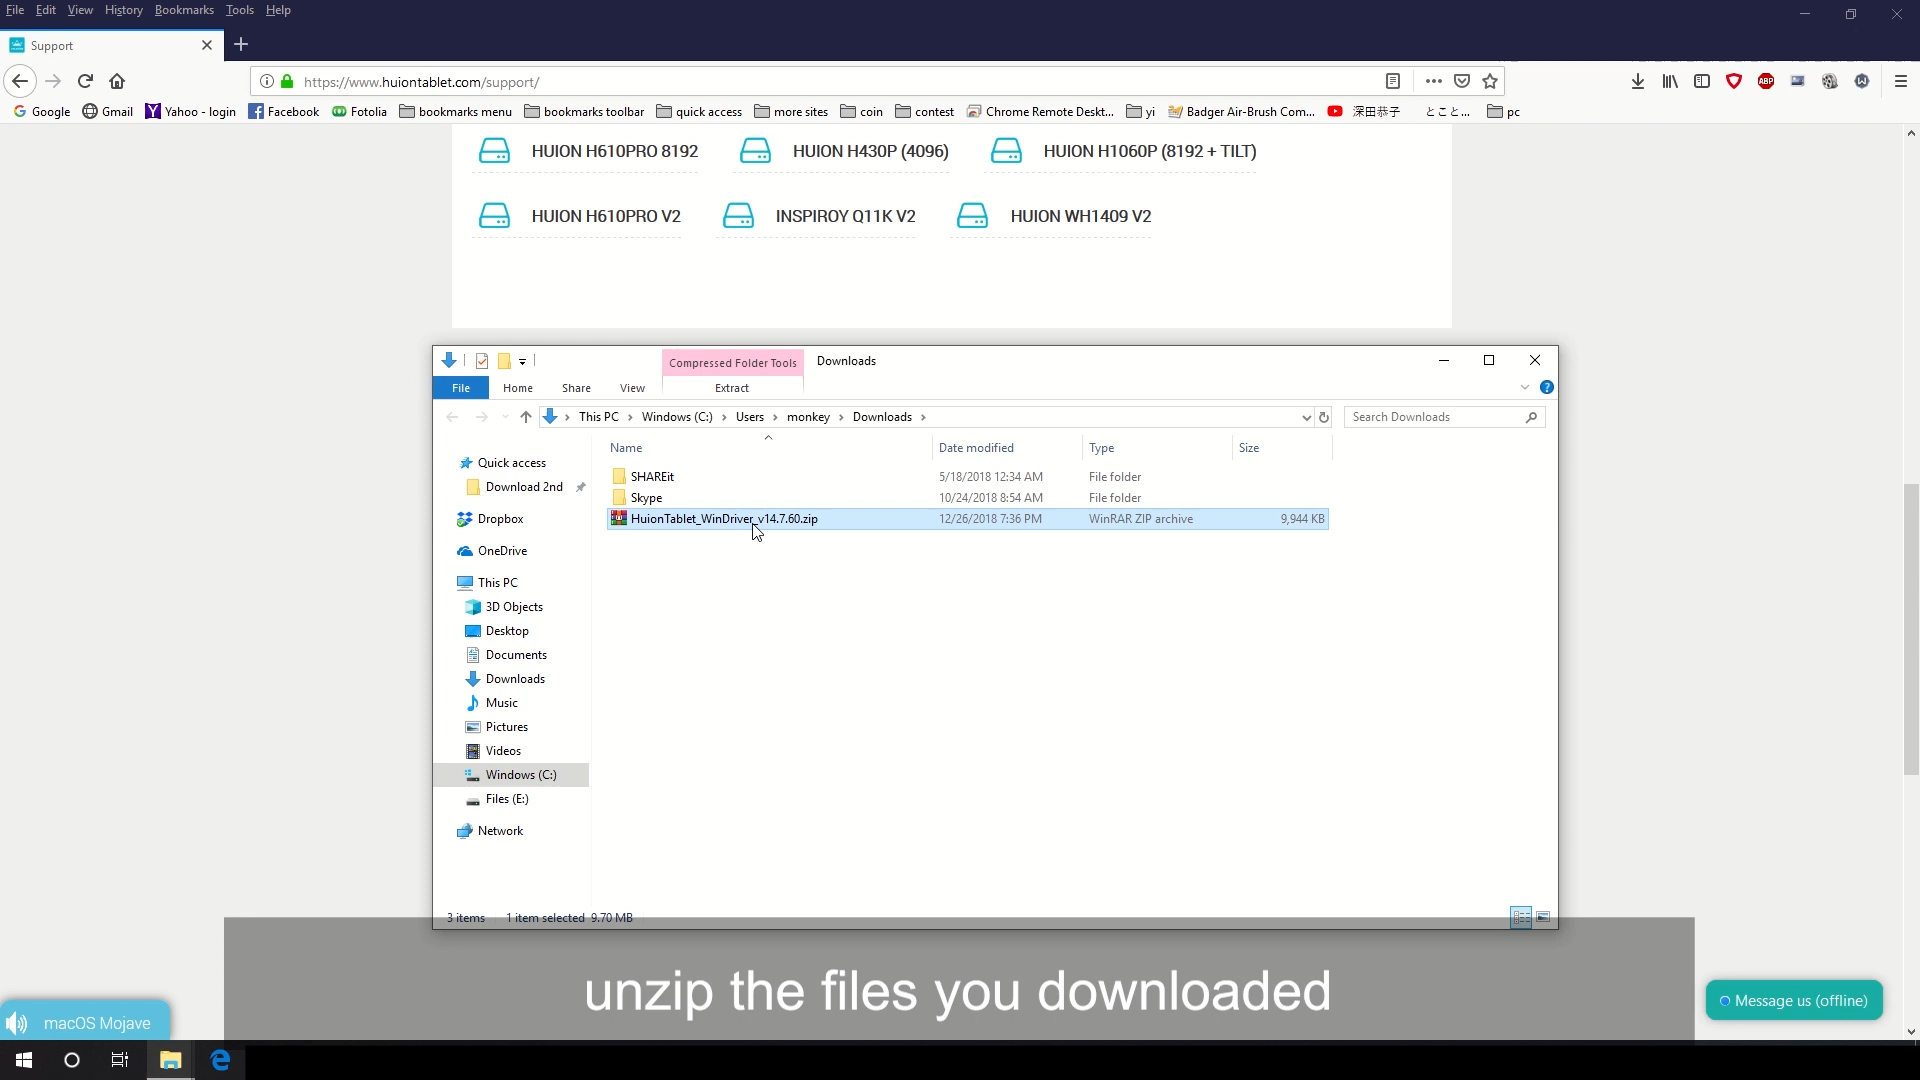 File Edit View History Bookmarks Tools Help
Support
https://www.huiontablet.com/support/
Google Gmail Yahoo - login Facebook Fotolia bookmarks menu bookmarks toolbar quick access more sites coin contest Chrome Remote Deskt... yi Badger Air-Brush Com... 深田恭子 とこと... pc
HUION H610PRO 8192 HUION H430P (4096) HUION H1060P (8192 + TILT)
HUION H610PRO V2 INSPIROY Q11K V2 HUION WH1409 V2
Compressed Folder Tools Downloads
File Home Share View Extract
This PC Windows (C:) Users monkey Downloads Search Downloads
Name Date modified Type Size
Quick access
Download 2nd
Dropbox
OneDrive
This PC
3D Objects
Desktop
Documents
Downloads
Music
Pictures
Videos
Windows (C:)
Files (E:)
Network
SHAREit 5/18/2018 12:34 AM File folder
Skype 10/24/2018 8:54 AM File folder
HuionTablet_WinDriver_v14.7.60.zip 12/26/2018 7:36 PM WinRAR ZIP archive 9,944 KB
3 items 1 item selected 9.70 MB
unzip the files you downloaded
macOS Mojave
Message us (offline)